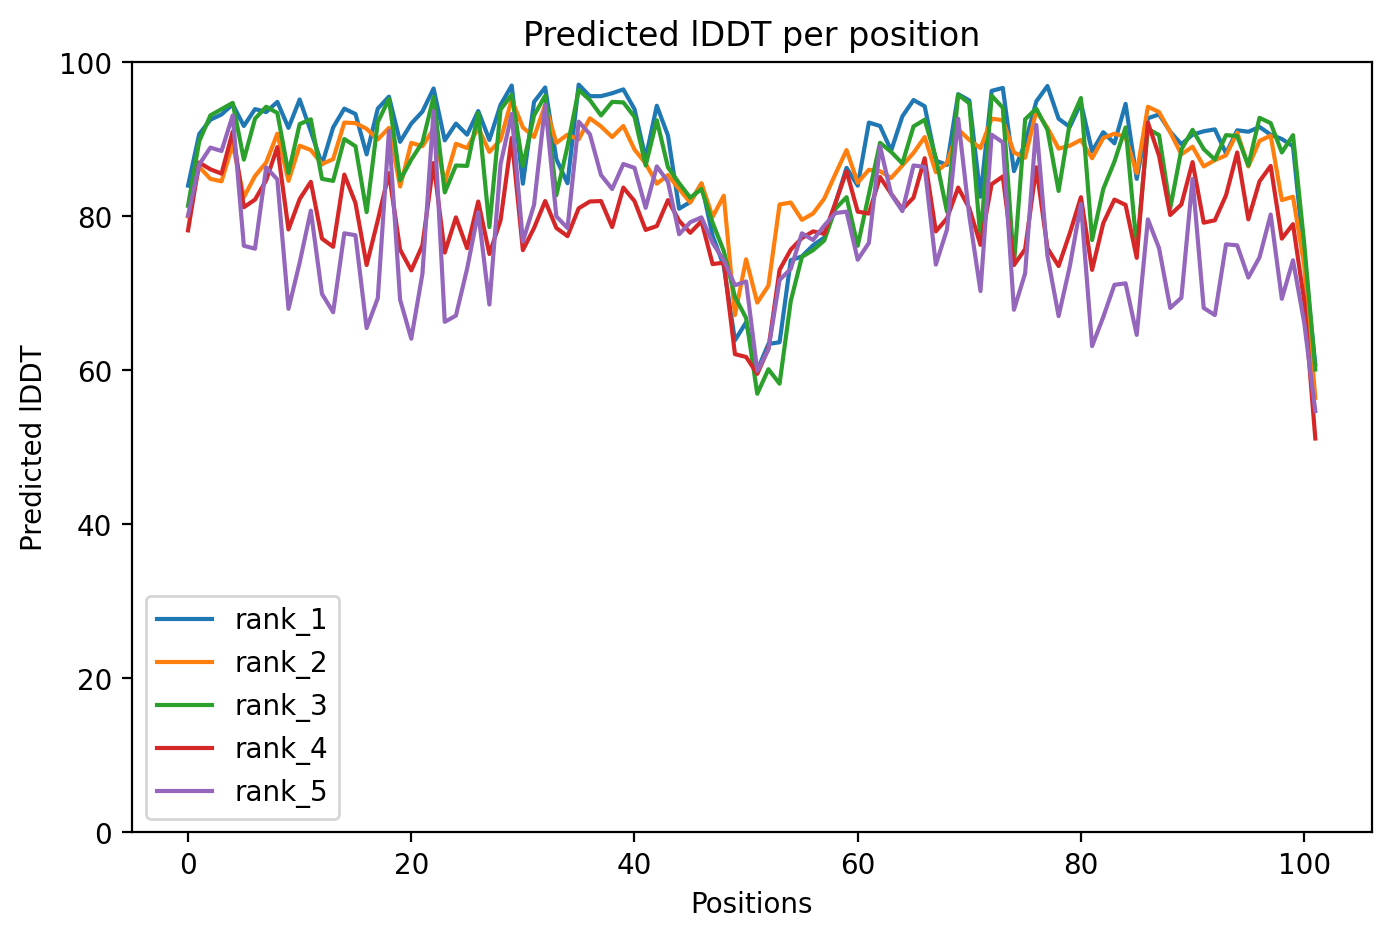 Predicted lDDT per position
100
80
60
40
20
0
Predicted lDDT
rank_1
rank_2
rank_3
rank_4
rank_5
0 20 40 60 80 100
Positions